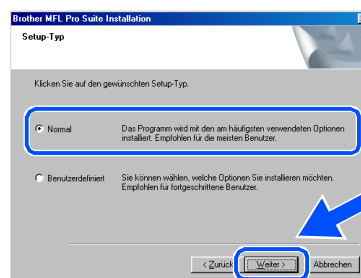 Brother MFL Pro Suite Installation
Setup-Typ
Klicken Sie auf den gewünschten Setup-Typ.
Normal
Das Programm wird mit den am häufigsten verwendeten Optionen
installiert. Empfohlen für die meisten Benutzer.
Benutzerdefiniert
Sie können wählen, welche Optionen Sie installieren möchten.
Empfohlen für fortgeschrittene Benutzer.
< Zurück
Weiter >
Abbrechen